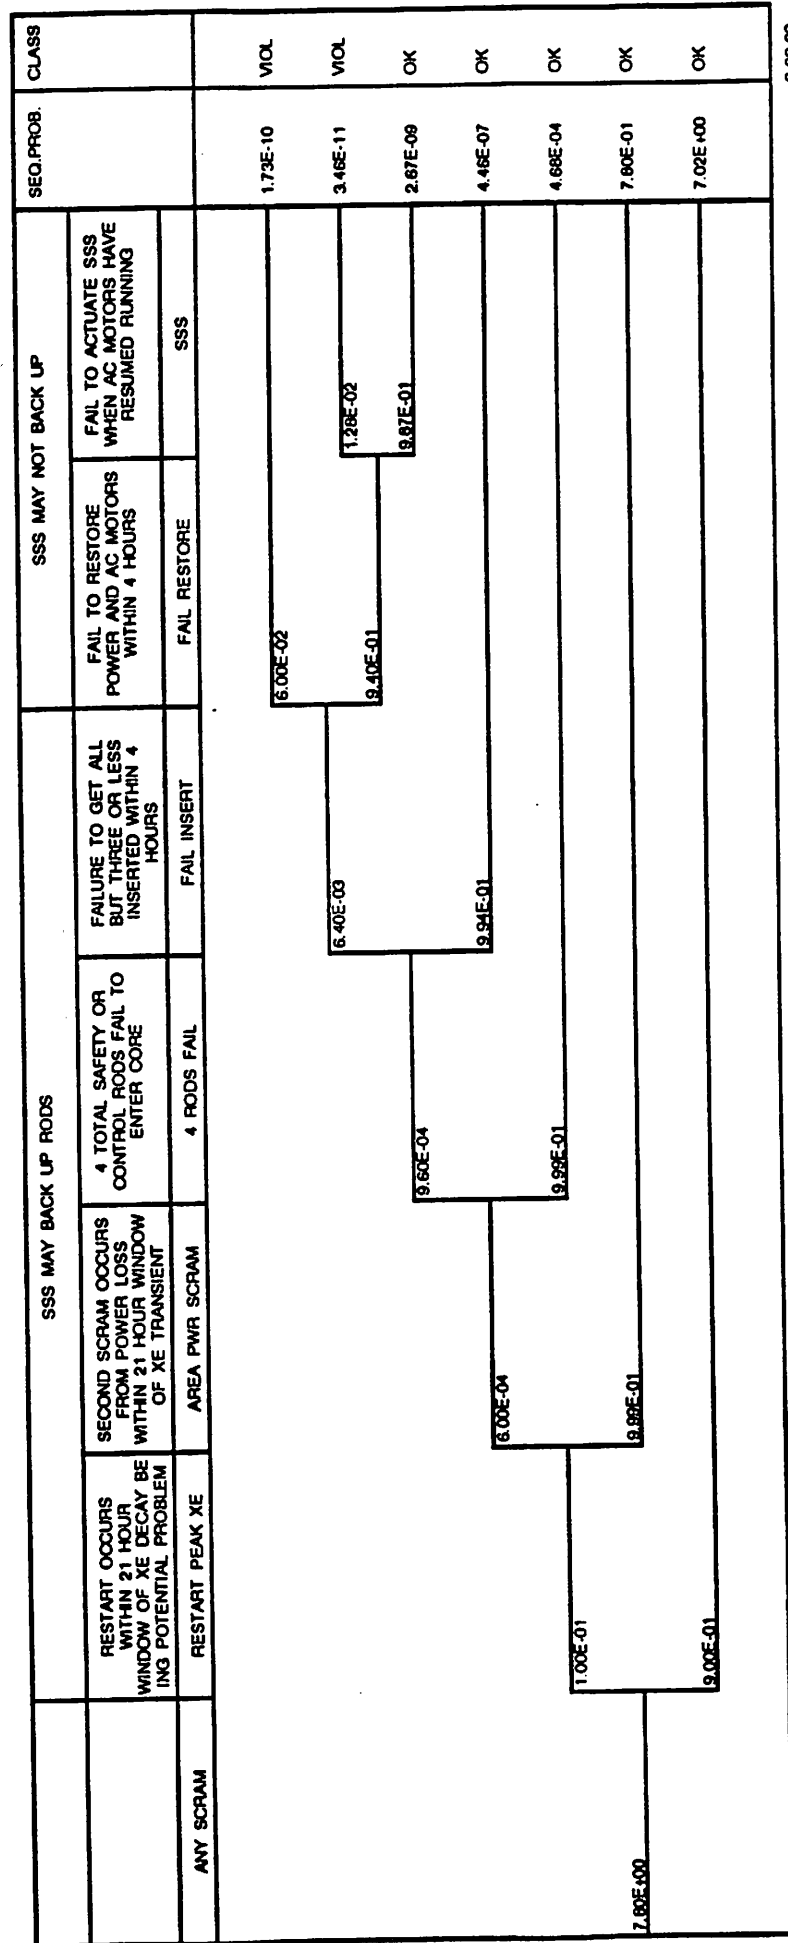 SSS MAY BACK UP RODS
SSS MAY NOT BACK UP
SEQ.PROB.
CLASS
RESTART OCCURS
WITHIN 21 HOUR
WINDOW OF XE DECAY BE
ING POTENTIAL PROBLEM
SECOND SCRAM OCCURS
FROM POWER LOSS
WITHIN 21 HOUR WINDOW
OF XE TRANSIENT
4 TOTAL SAFETY OR
CONTROL RODS FAIL TO
ENTER CORE
FAILURE TO GET ALL
BUT THREE OR LESS
INSERTED WITHIN 4
HOURS
FAIL TO RESTORE
POWER AND AC MOTORS
WITHIN 4 HOURS
FAIL TO ACTUATE SSS
WHEN AC MOTORS HAVE
RESUMED RUNNING
ANY SCRAM
RESTART PEAK XE
AREA PWR SCRAM
4 RODS FAIL
FAIL INSERT
FAIL RESTORE
SSS
6.00E-02
1.73E-10
VIOL
1.28E-02
3.46E-11
VIOL
6.40E-03
9.40E-01
9.87E-01
2.67E-09
OK
9.60E-04
9.94E-01
4.46E-07
OK
6.00E-04
9.99E-01
4.68E-04
OK
1.00E-01
9.99E-01
7.80E-01
OK
7.80E+00
9.00E-01
7.02E+00
OK